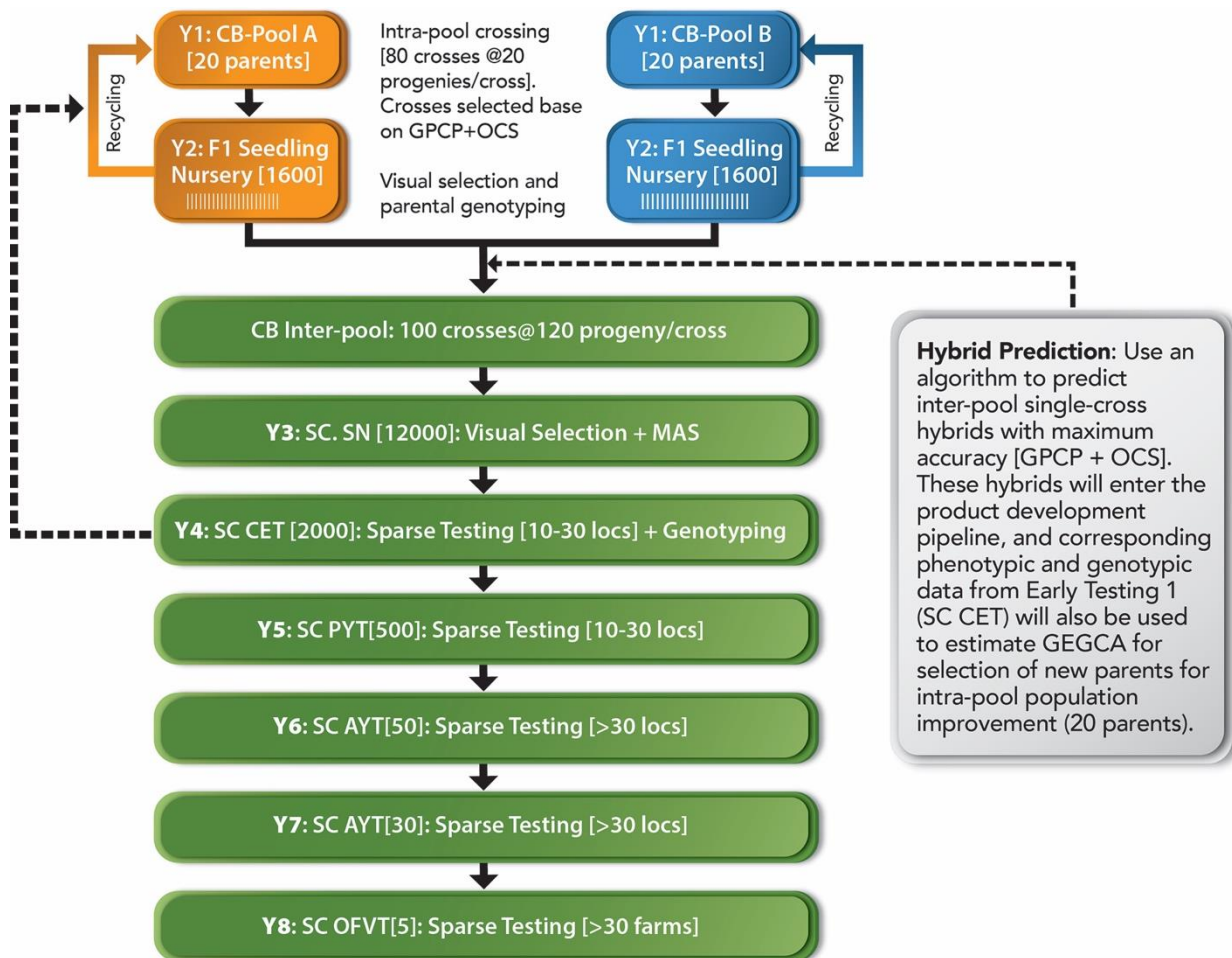 Y1: CB-Pool A
[20 parents]
Recycling
Y2: F1 Seedling
Nursery [1600]
Intra-pool crossing
[80 crosses @20
progenies/cross].
Crosses selected base
on GPCP+OCS
Visual selection and
parental genotyping
Y1: CB-Pool B
[20 parents]
Recycling
Y2: F1 Seedling
Nursery [1600]
CB Inter-pool: 100 crosses@120 progeny/cross
Y3: SC. SN [12000]: Visual Selection + MAS
Y4: SC CET [2000]: Sparse Testing [10-30 locs] + Genotyping
Y5: SC PYT[500]: Sparse Testing [10-30 locs]
Y6: SC AYT[50]: Sparse Testing [>30 locs]
Y7: SC AYT[30]: Sparse Testing [>30 locs]
Y8: SC OFVT[5]: Sparse Testing [>30 farms]
Hybrid Prediction: Use an
algorithm to predict
inter-pool single-cross
hybrids with maximum
accuracy [GPCP + OCS].
These hybrids will enter the
product development
pipeline, and corresponding
phenotypic and genotypic
data from Early Testing 1
(SC CET) will also be used
to estimate GEGCA for
selection of new parents for
intra-pool population
improvement (20 parents).